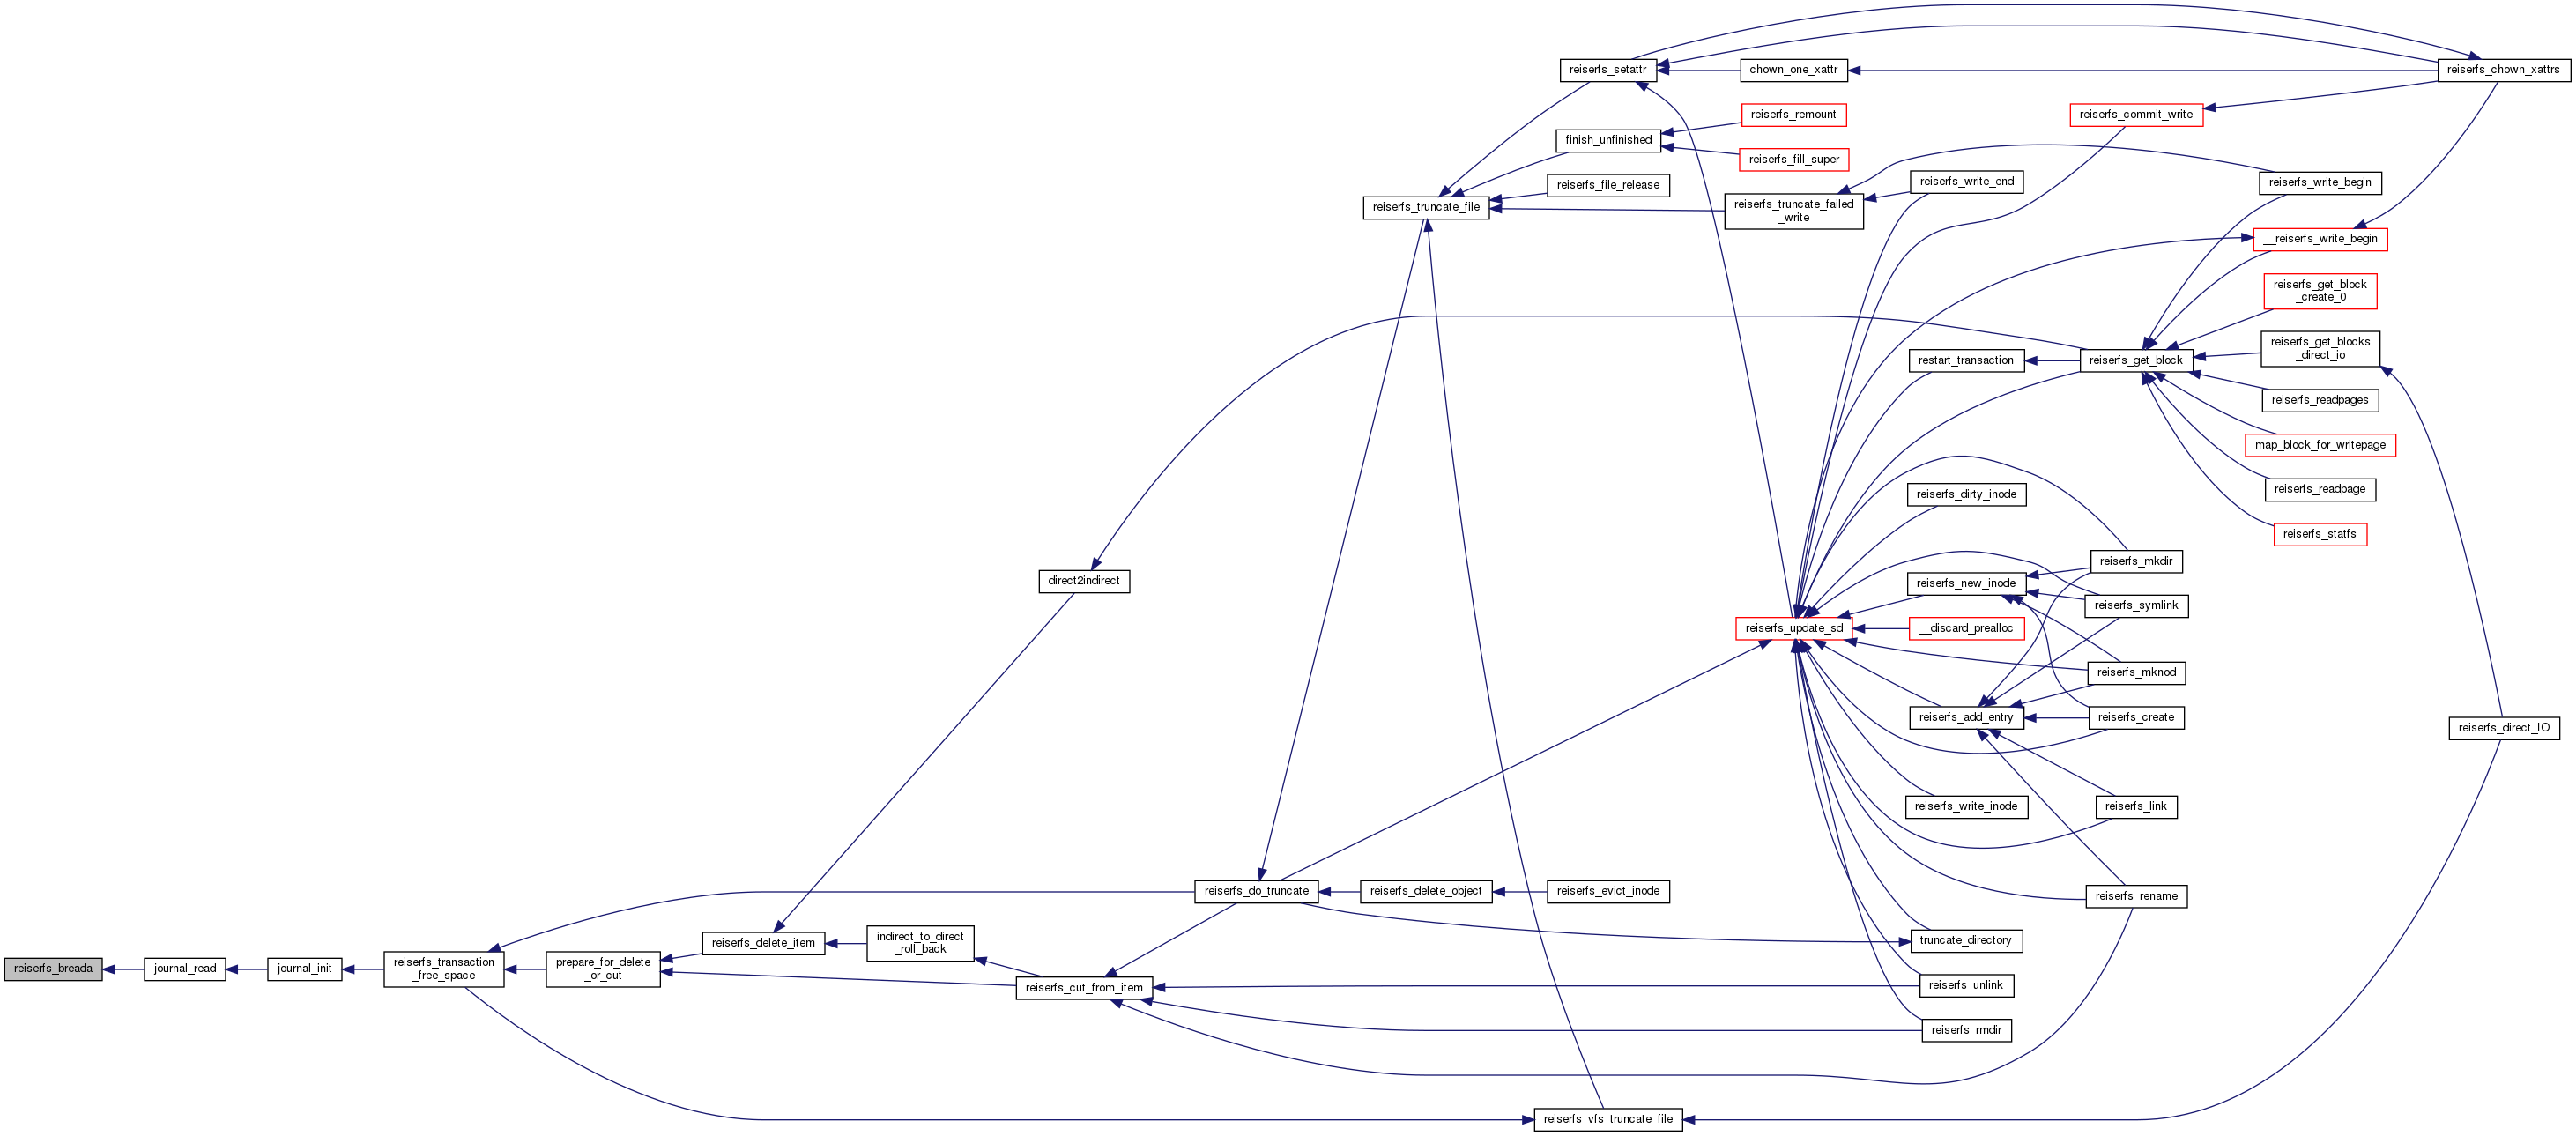 reiserfs_breada
journal_read
journal_init
reiserfs_transaction
_free_space
prepare_for_delete
_or_cut
reiserfs_delete_item
indirect_to_direct
_roll_back
reiserfs_cut_from_item
direct2indirect
reiserfs_do_truncate
reiserfs_delete_object
reiserfs_evict_inode
reiserfs_truncate_file
reiserfs_setattr
finish_unfinished
reiserfs_file_release
reiserfs_truncate_failed
_write
reiserfs_vfs_truncate_file
chown_one_xattr
reiserfs_remount
reiserfs_fill_super
reiserfs_update_sd
reiserfs_write_end
restart_transaction
reiserfs_dirty_inode
reiserfs_new_inode
__discard_prealloc
reiserfs_add_entry
reiserfs_write_inode
truncate_directory
reiserfs_unlink
reiserfs_rmdir
reiserfs_commit_write
reiserfs_get_block
reiserfs_mkdir
reiserfs_symlink
reiserfs_mknod
reiserfs_create
reiserfs_link
reiserfs_rename
reiserfs_write_begin
__reiserfs_write_begin
reiserfs_get_block
_create_0
reiserfs_get_blocks
_direct_io
reiserfs_readpages
map_block_for_writepage
reiserfs_readpage
reiserfs_statfs
reiserfs_chown_xattrs
reiserfs_direct_IO